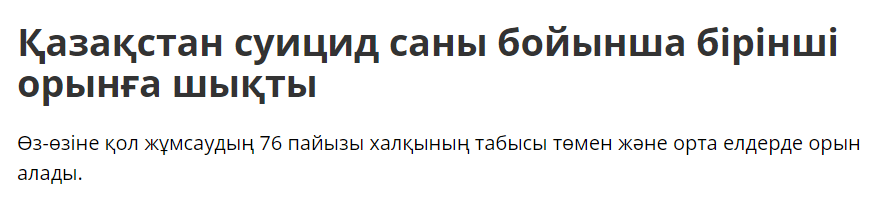 Қазақстан суицид саны бойынша бірінші
орынға шықты
Өз-өзіне қол жұмсаудың 76 пайызы халқының табысы төмен және орта елдерде орын
алады.